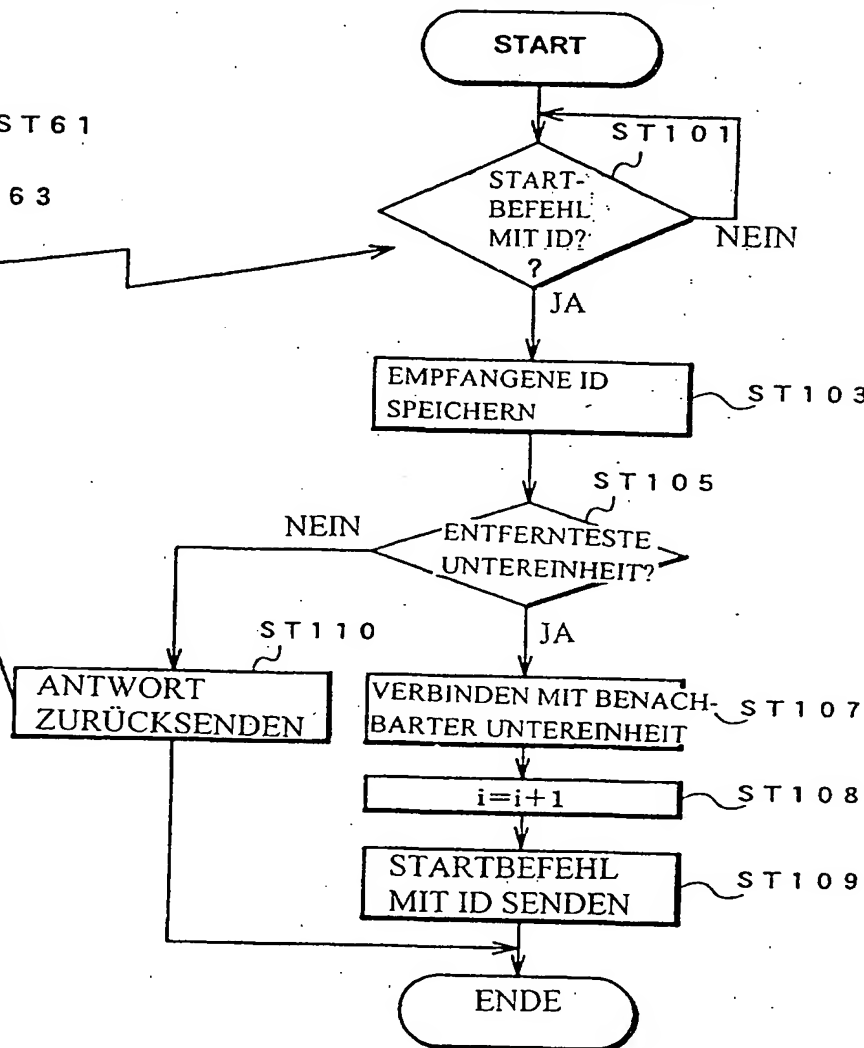 START
ST61
ST101
63
START-
BEFEHL
MIT ID?
?
NEIN
JA
EMPFANGENE ID
SPEICHERN
ST103
ST105
NEIN
ENTFERNTESTE
UNTEREINHEIT?
ST110
JA
ANTWORT
ZURÜCKSENDEN
VERBINDEN MIT BENACH-
BARTER UNTEREINHEIT
ST107
i=i+1
ST108
STARTBEFEHL
MIT ID SENDEN
ST109
ENDE